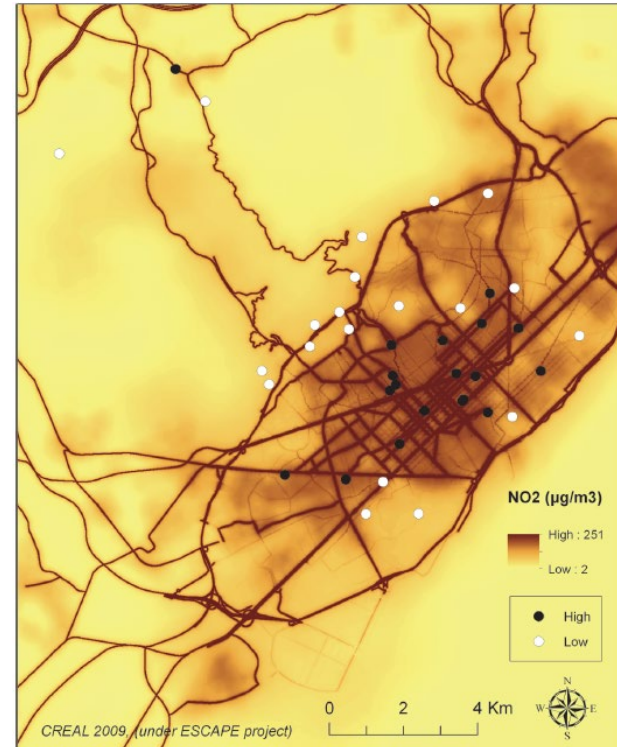 NO2 (µg/m3)
High : 251
Low : 2
High
Low
N
W E
S
0 2 4 Km
CREAL 2009, (under ESCAPE project)